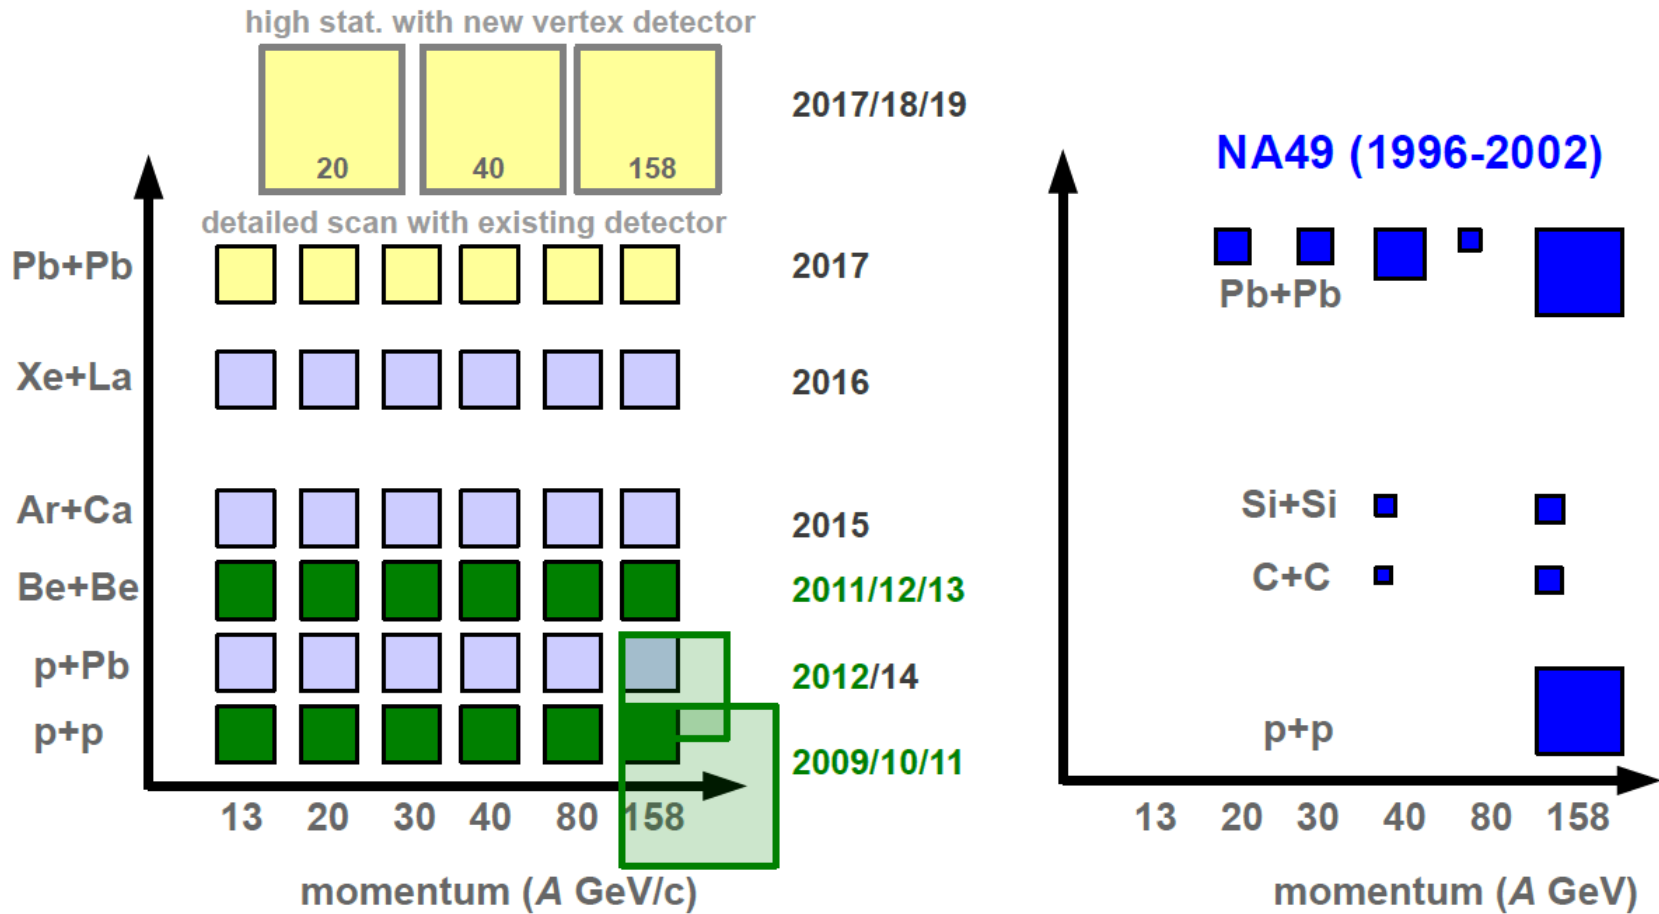 high stat. with new vertex detector
20 40 158
2017/18/19
detailed scan with existing detector
Pb+Pb
2017
Xe+La
2016
Ar+Ca
2015
Be+Be
2011/12/13
p+Pb
2012/14
p+p
2009/10/11
13 20 30 40 80 158
momentum (A GeV/c)
NA49 (1996-2002)
Pb+Pb
Si+Si
C+C
p+p
13 20 30 40 80 158
momentum (A GeV)